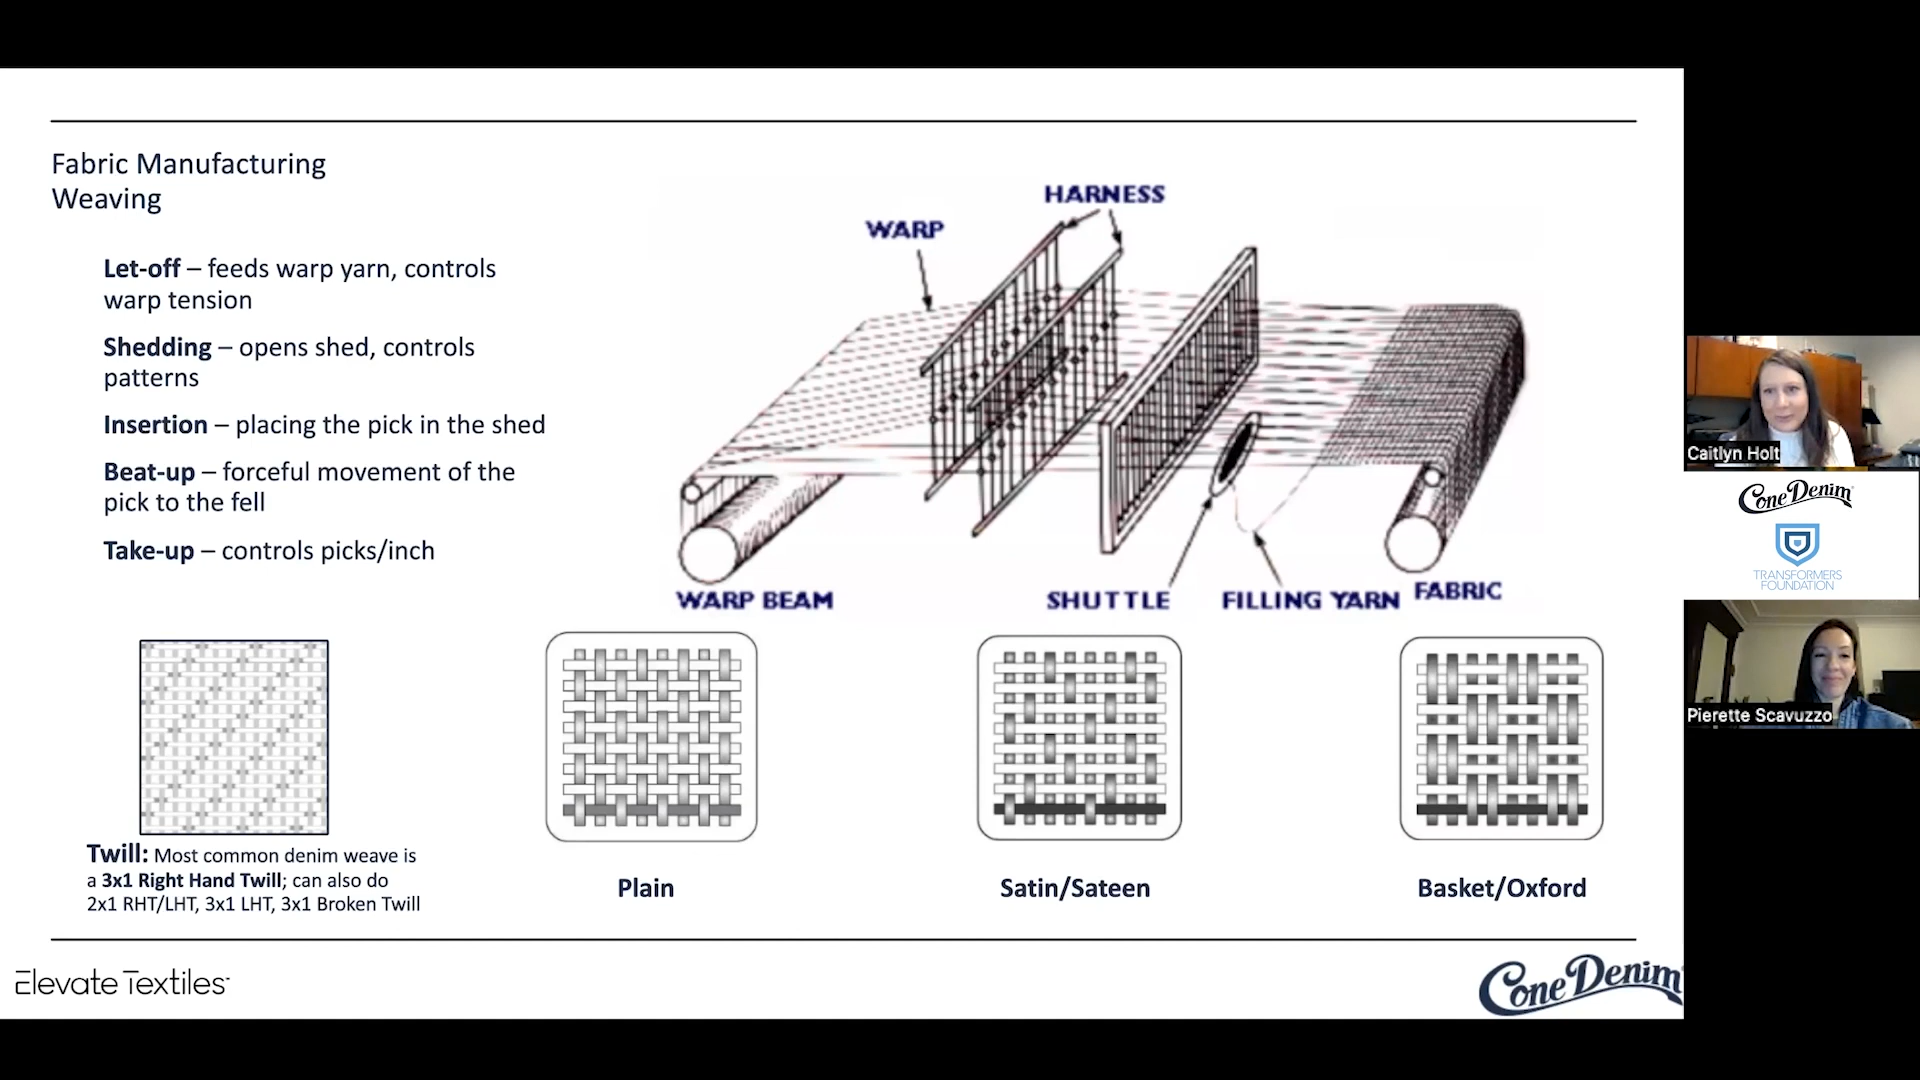 Fabric Manufacturing
Weaving
Let-off – feeds warp yarn, controls
warp tension
Shedding – opens shed, controls
patterns
Insertion – placing the pick in the shed
Beat-up – forceful movement of the
pick to the fell
Take-up – controls picks/inch
HARNESS
WARP
WARP BEAM
SHUTTLE
FILLING YARN
FABRIC
Twill: Most common denim weave is
a 3x1 Right Hand Twill; can also do
2x1 RHT/LHT, 3x1 LHT, 3x1 Broken Twill
Plain
Satin/Sateen
Basket/Oxford
Elevate Textiles
Cone Denim
Caitlyn Holt
Cone Denim
TRANSFORMERS
FOUNDATION
Pierette Scavuzzo